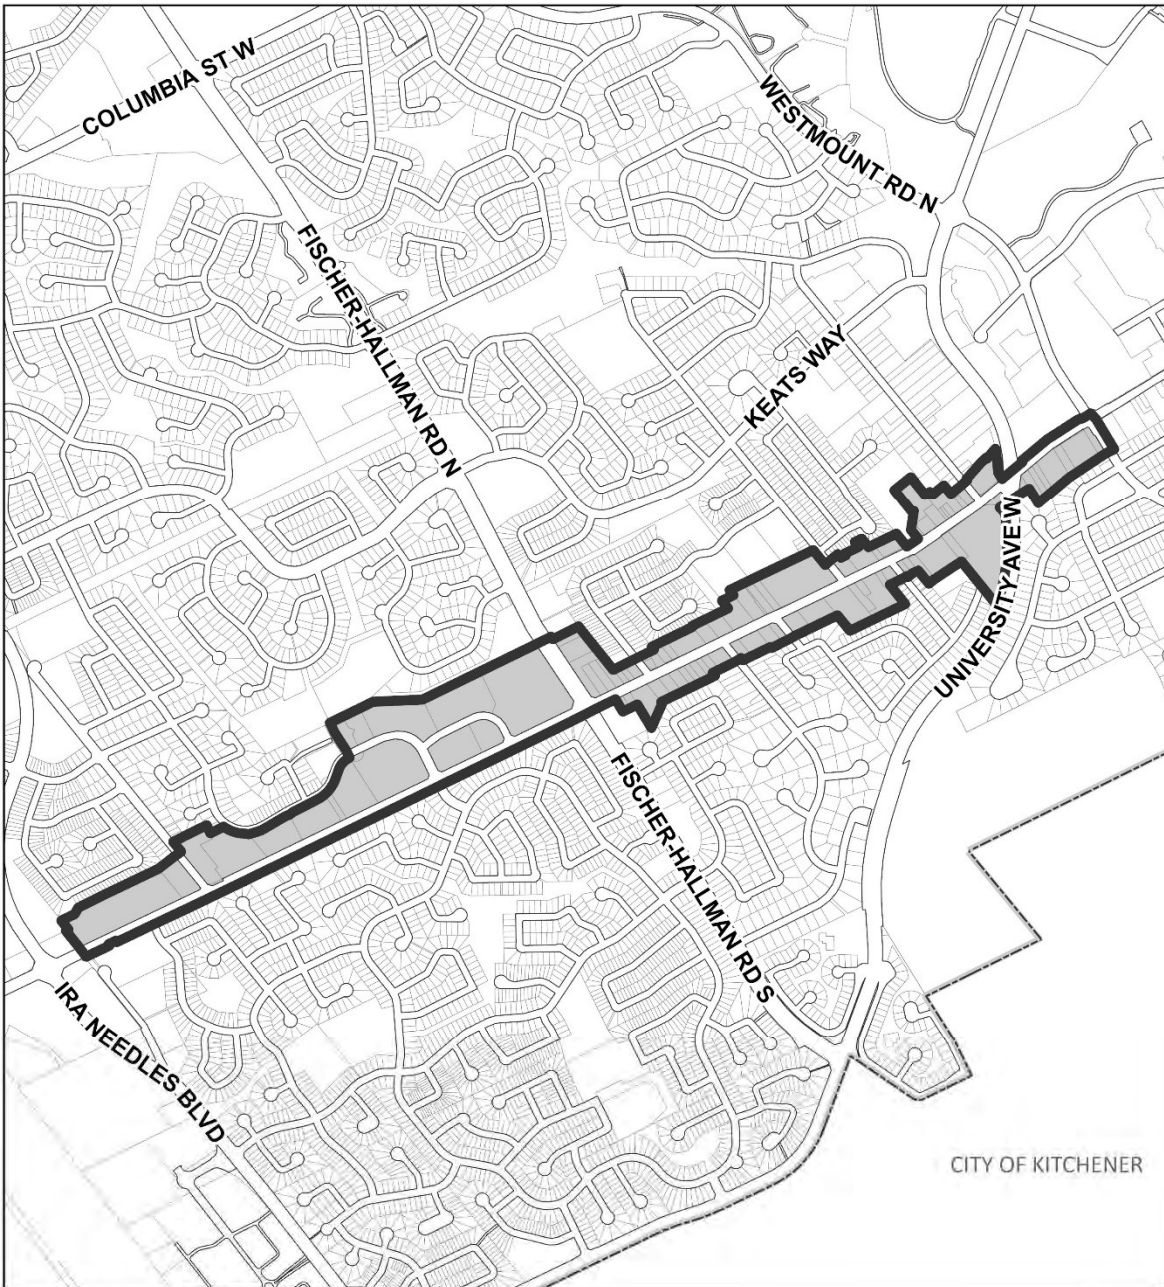 COLUMBIA ST W
WESTMOUNT RD N
FISCHER-HALLMAN RD N
KEATS WAY
UNIVERSITY AVE W
FISCHER-HALLMAN RD S
IRA NEEDLES BLVD
CITY OF KITCHENER